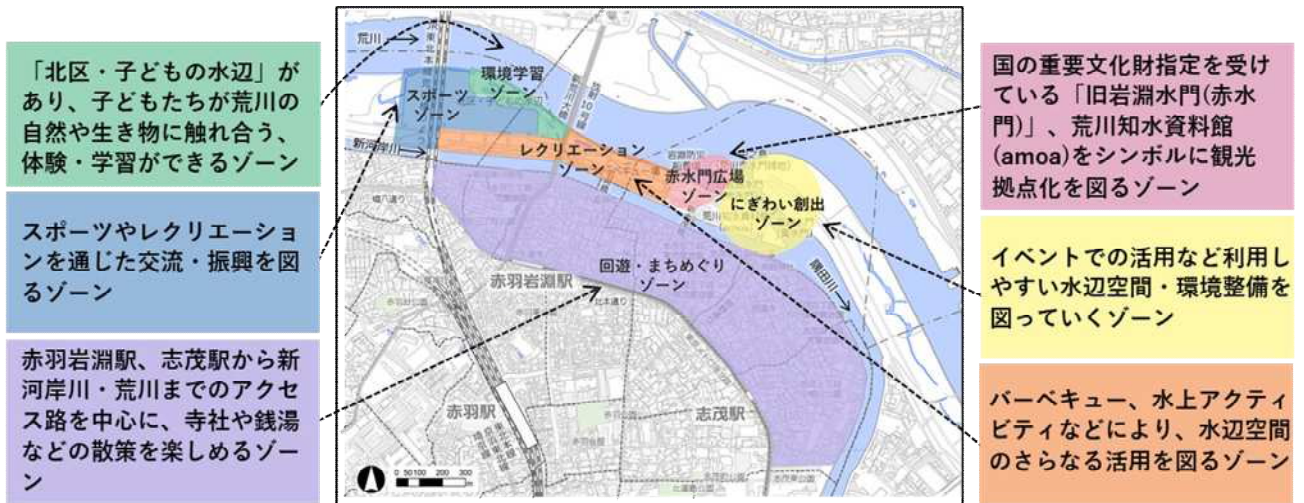 「北区・子どもの水辺」が
あり、子どもたちが荒川の
自然や生き物に触れ合う、
体験・学習ができるゾーン
スポーツやレクリエーショ
ンを通じた交流・振興を図
るゾーン
赤羽岩淵駅、志茂駅から新
河岸川・荒川までのアクセ
ス路を中心に、寺社や銭湯
などの散策を楽しめるゾー
ン
荒川
環境学習
ゾーン
スポーツ
ゾーン
新河岸川
レクリエーション
ゾーン
赤水門広場
ゾーン
にぎわい創出
ゾーン
隅田川
回遊・まちめぐり
ゾーン
赤羽岩淵駅
北本通り
赤羽駅
志茂駅
0 50 100 200 300
m
国の重要文化財指定を受け
ている「旧岩淵水門(赤水
門)」、荒川知水資料館
(amoa)をシンボルに観光
拠点化を図るゾーン
イベントでの活用など利用し
やすい水辺空間・環境整備を
図っていくゾーン
バーベキュー、水上アクティ
ビティなどにより、水辺空間
のさらなる活用を図るゾーン